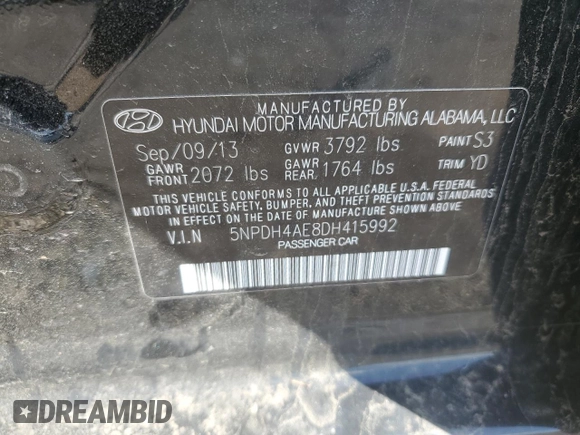 MANUFACTURED BY
HYUNDAI MOTOR MANUFACTURING ALABAMA, LLC
Sep/09/13 GVWR 3792 lbs PAINT S3
GAWR FRONT 2072 lbs GAWR REAR 1764 lbs TRIM YD
THIS VEHICLE CONFORMS TO ALL APPLICABLE U.S.A. FEDERAL
MOTOR VEHICLE SAFETY, BUMPER, AND THEFT PREVENTION STANDARDS
IN EFFECT ON THE DATE OF MANUFACTURE SHOWN ABOVE.
V.I.N 5NPDH4AE8DH415992
PASSENGER CAR
DREAMBID